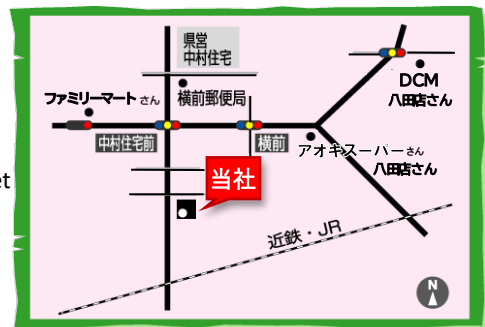 県営
中村住宅
ファミリーマートさん
横前郵便局
DCM
八田店さん
中村住宅前
横前
アオキスーパーさん
八田店さん
et
当社
近鉄・JR
N